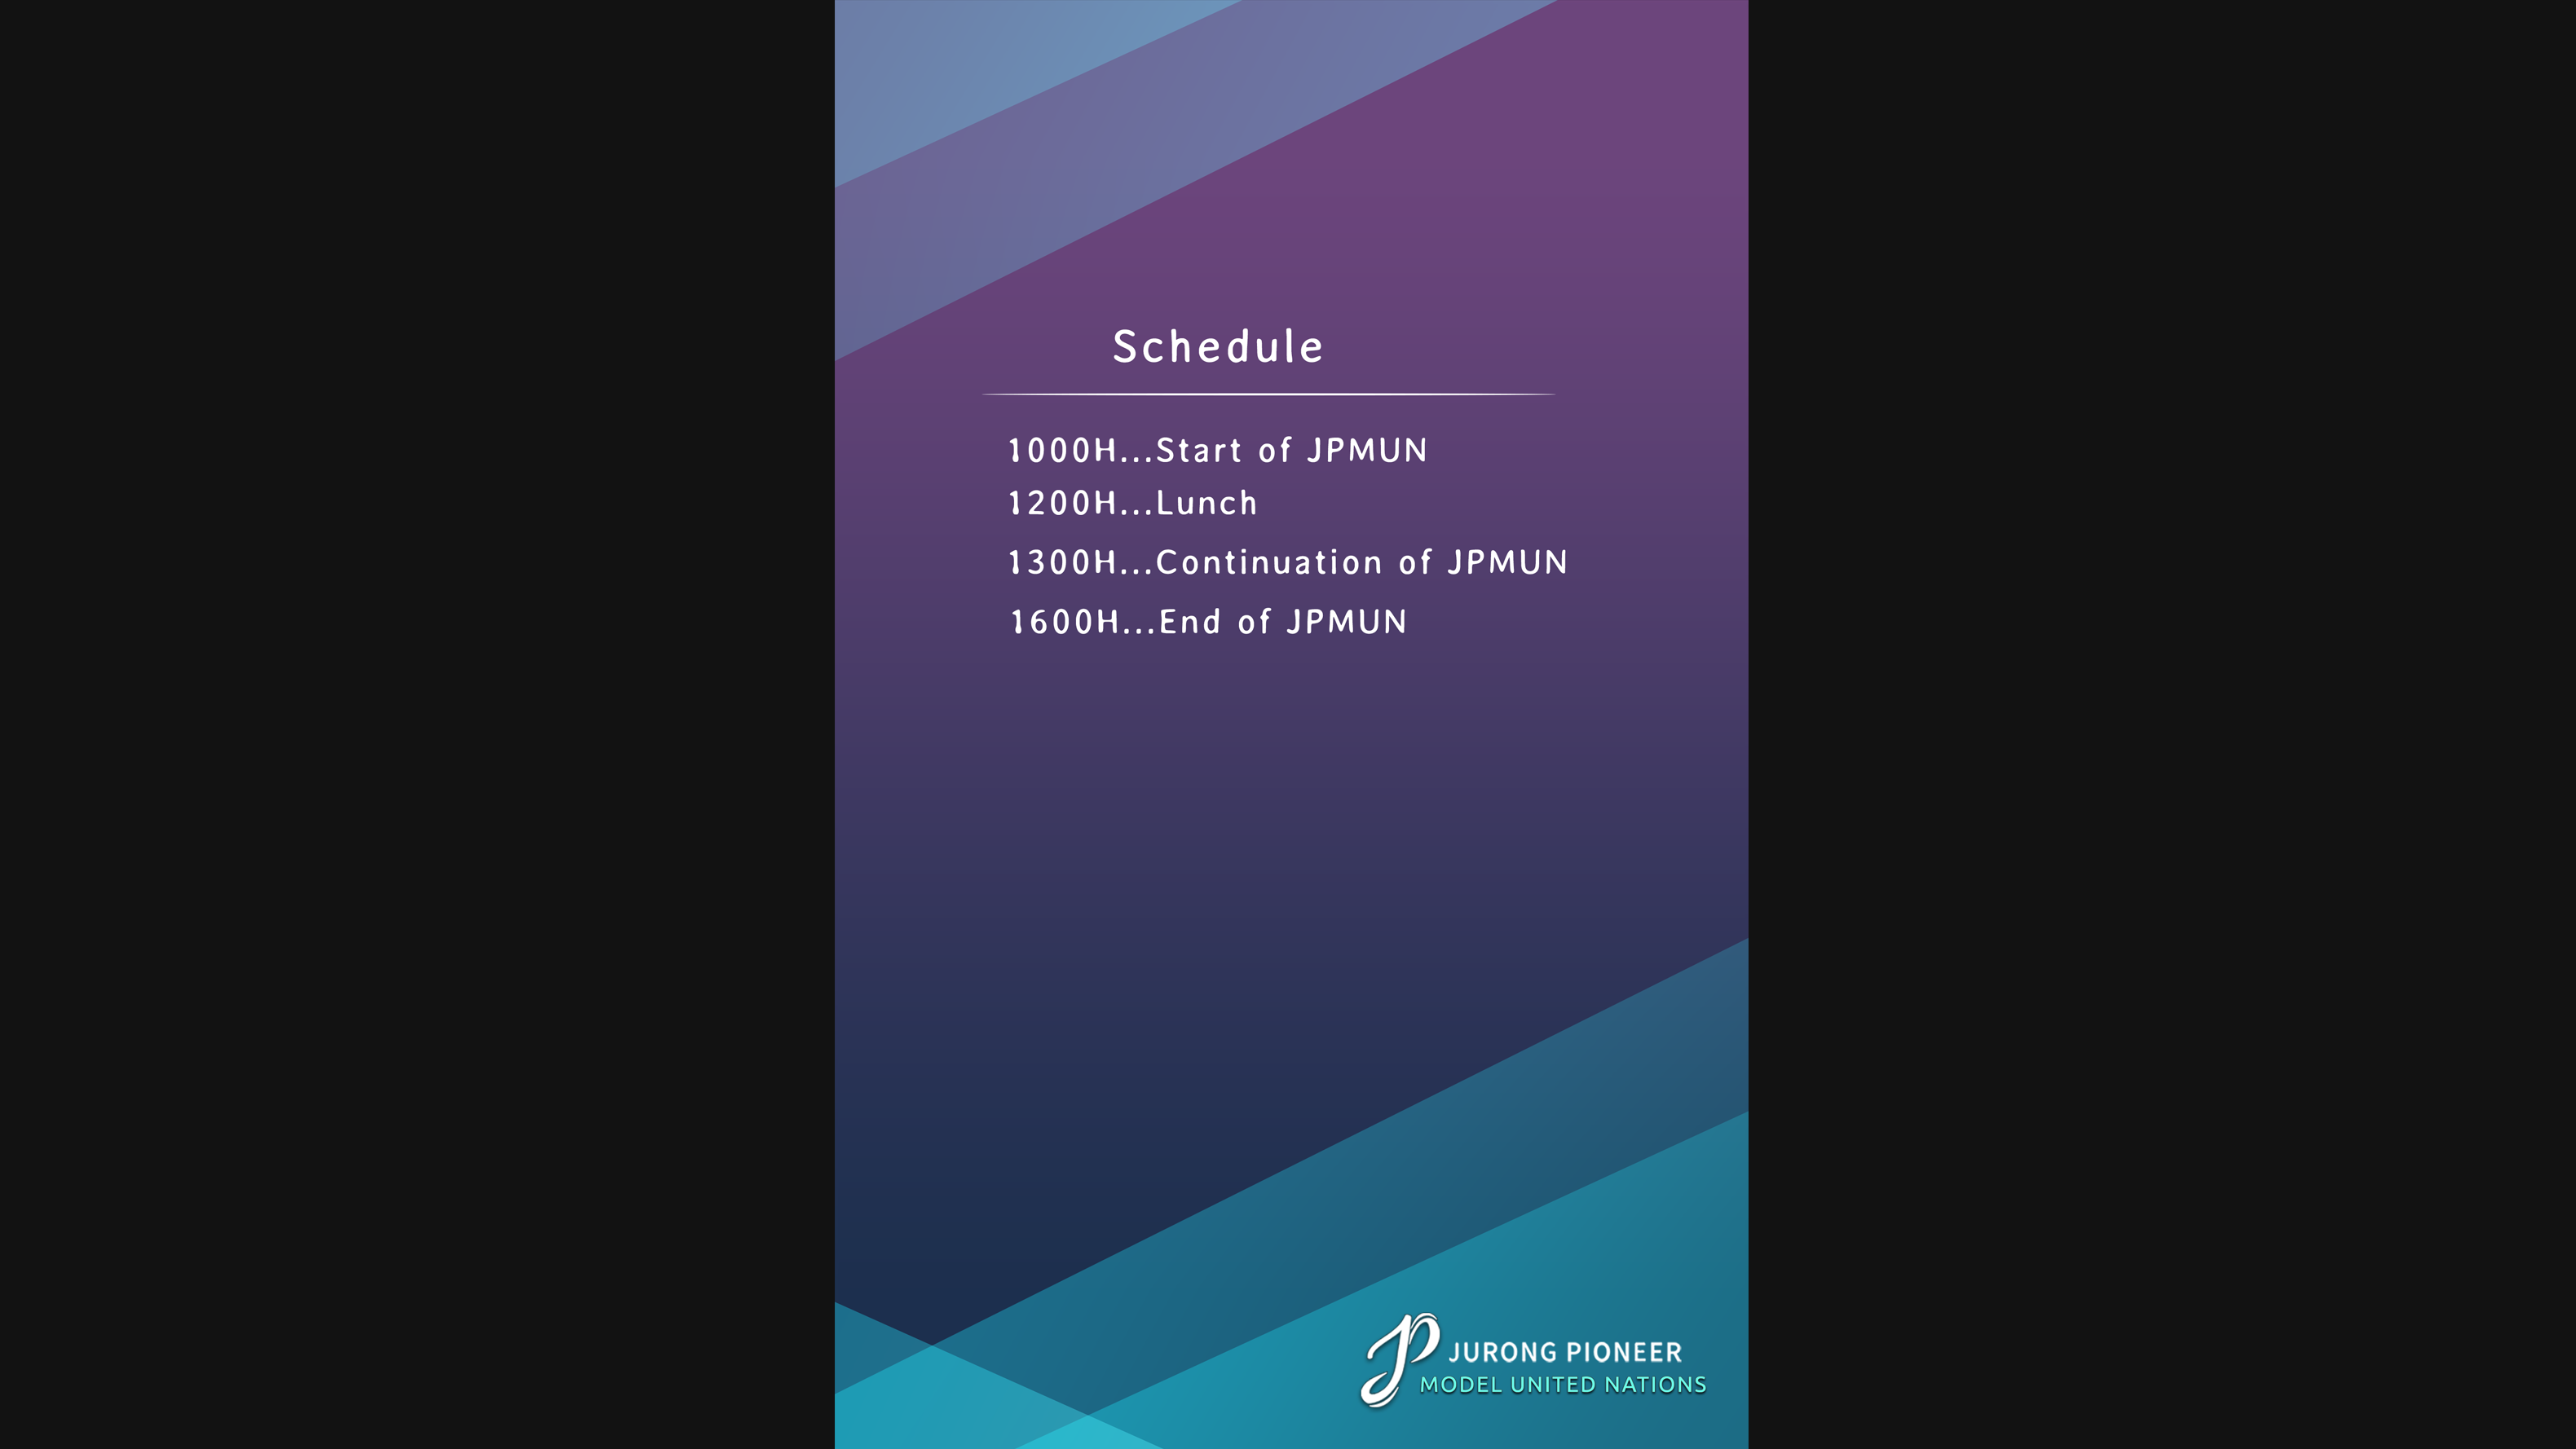 Schedule
1000H...Start of JPMUN
1200H...Lunch
1300H...Continuation of JPMUN
1600H...End of JPMUN
JP JURONG PIONEER
MODEL UNITED NATIONS